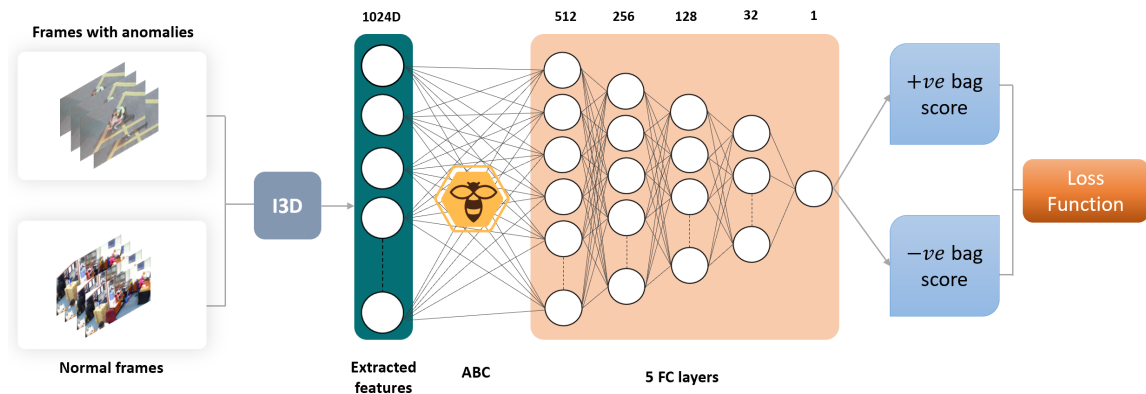 Frames with anomalies
Normal frames
I3D
1024D
Extracted
features
ABC
512 256 128 32 1
5 FC layers
+ve bag
score
−ve bag
score
Loss
Function